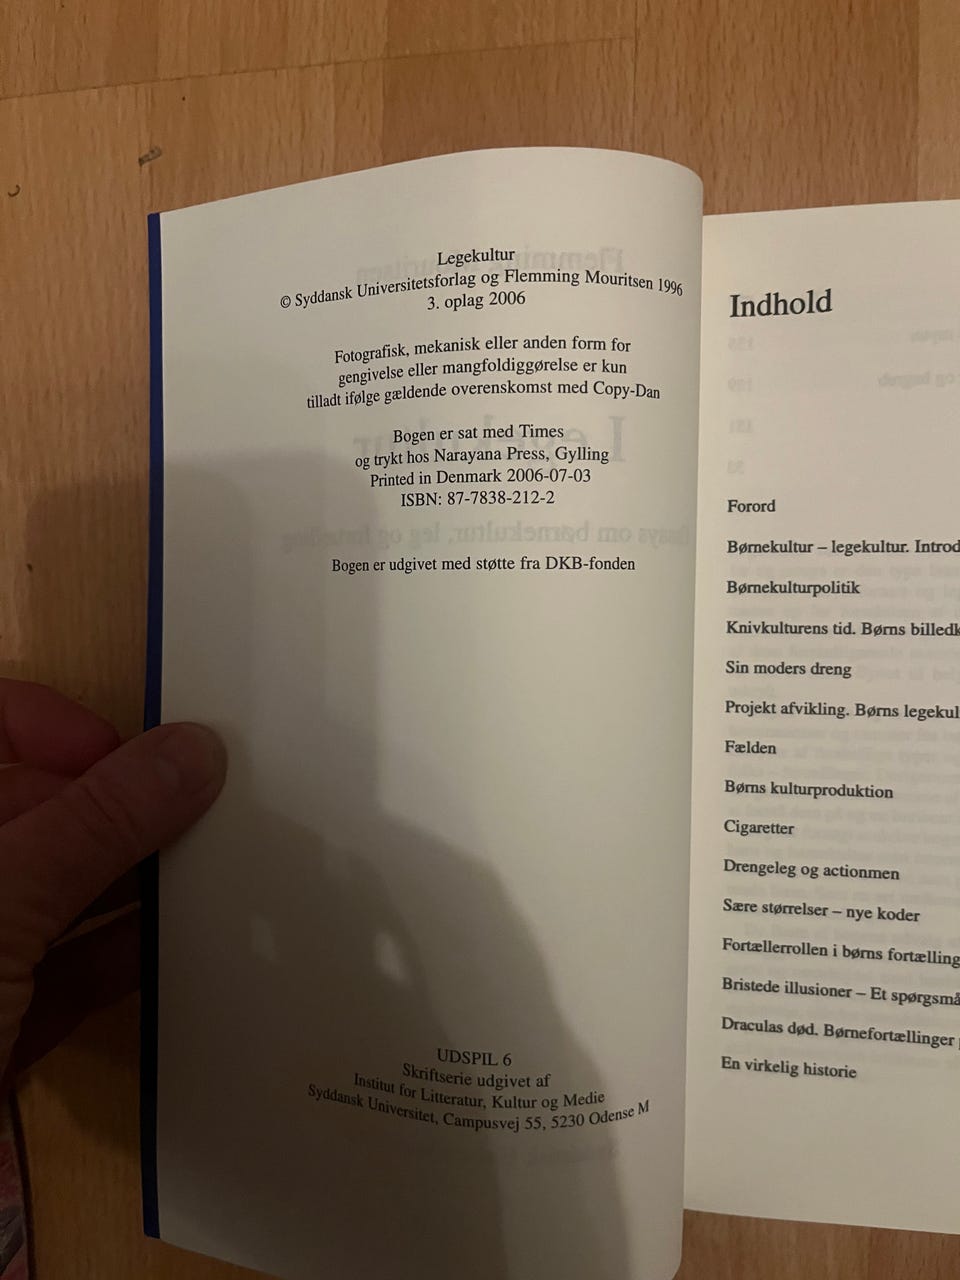 Legekultur
© Syddansk Universitetsforlag og Flemming Mouritsen 1996
3. oplag 2006
Fotografisk, mekanisk eller anden form for
gengivelse eller mangfoldiggørelse er kun
tilladt ifølge gældende overenskomst med Copy-Dan
Bogen er sat med Times
og trykt hos Narayana Press, Gylling
Printed in Denmark 2006-07-03
ISBN: 87-7838-212-2
Bogen er udgivet med støtte fra DKB-fonden
UDSPIL 6
Skriftserie udgivet af
Institut for Litteratur, Kultur og Medie
Syddansk Universitet, Campusvej 55, 5230 Odense M
Indhold
Forord
Børnekultur – legekultur. Introd
Børnekulturpolitik
Knivkulturens tid. Børns billedk
Sin moders dreng
Projekt afvikling. Børns legekul
Fælden
Børns kulturproduktion
Cigaretter
Drengeleg og actionmen
Sære størrelser – nye koder
Fortællerrollen i børns fortælling
Bristede illusioner – Et spørgsmå
Draculas død. Børnefortællinger
En virkelig historie